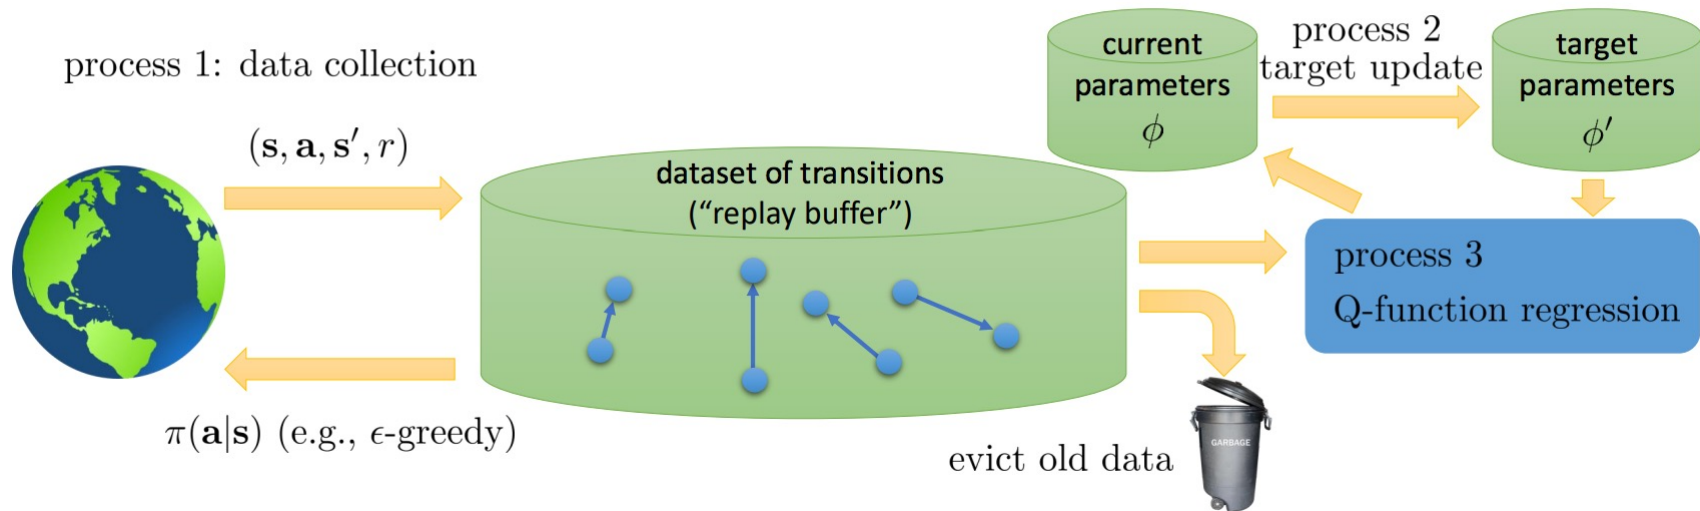 process 1: data collection
(s, a, s′, r)
π(a|s) (e.g., ϵ-greedy)
dataset of transitions
(“replay buffer”)
current
parameters
ϕ
process 2
target update
target
parameters
ϕ′
process 3
Q-function regression
evict old data
GARBAGE